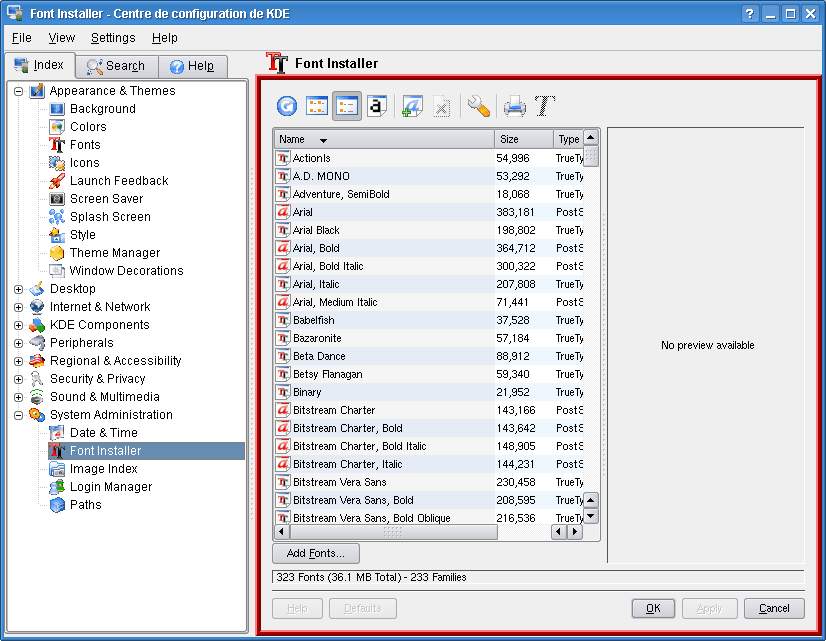 Font Installer - Centre de configuration de KDE
File View Settings Help
Index Search Help
Appearance & Themes
Background
Colors
Fonts
Icons
Launch Feedback
Screen Saver
Splash Screen
Style
Theme Manager
Window Decorations
Desktop
Internet & Network
KDE Components
Peripherals
Regional & Accessibility
Security & Privacy
Sound & Multimedia
System Administration
Date & Time
Font Installer
Image Index
Login Manager
Paths
Font Installer
Name Size Type
ActionIs 54,996 TrueTy
A.D. MONO 53,292 TrueTy
Adventure, SemiBold 18,068 TrueTy
Arial 383,181 PostS
Arial Black 198,802 TrueTy
Arial, Bold 364,712 PostS
Arial, Bold Italic 300,322 PostS
Arial, Italic 207,808 TrueTy
Arial, Medium Italic 71,441 PostS
Babelfish 37,528 TrueTy
Bazaronite 57,184 TrueTy
Beta Dance 88,912 TrueTy
Betsy Flanagan 59,340 TrueTy
Binary 21,952 TrueTy
Bitstream Charter 143,166 PostS
Bitstream Charter, Bold 143,642 PostS
Bitstream Charter, Bold Italic 148,905 PostS
Bitstream Charter, Italic 144,231 PostS
Bitstream Vera Sans 230,458 TrueTy
Bitstream Vera Sans, Bold 208,595 TrueTy
Bitstream Vera Sans, Bold Oblique 216,536 TrueTy
No preview available
Add Fonts...
323 Fonts (36.1 MB Total) - 233 Families
Help Defaults OK Apply Cancel